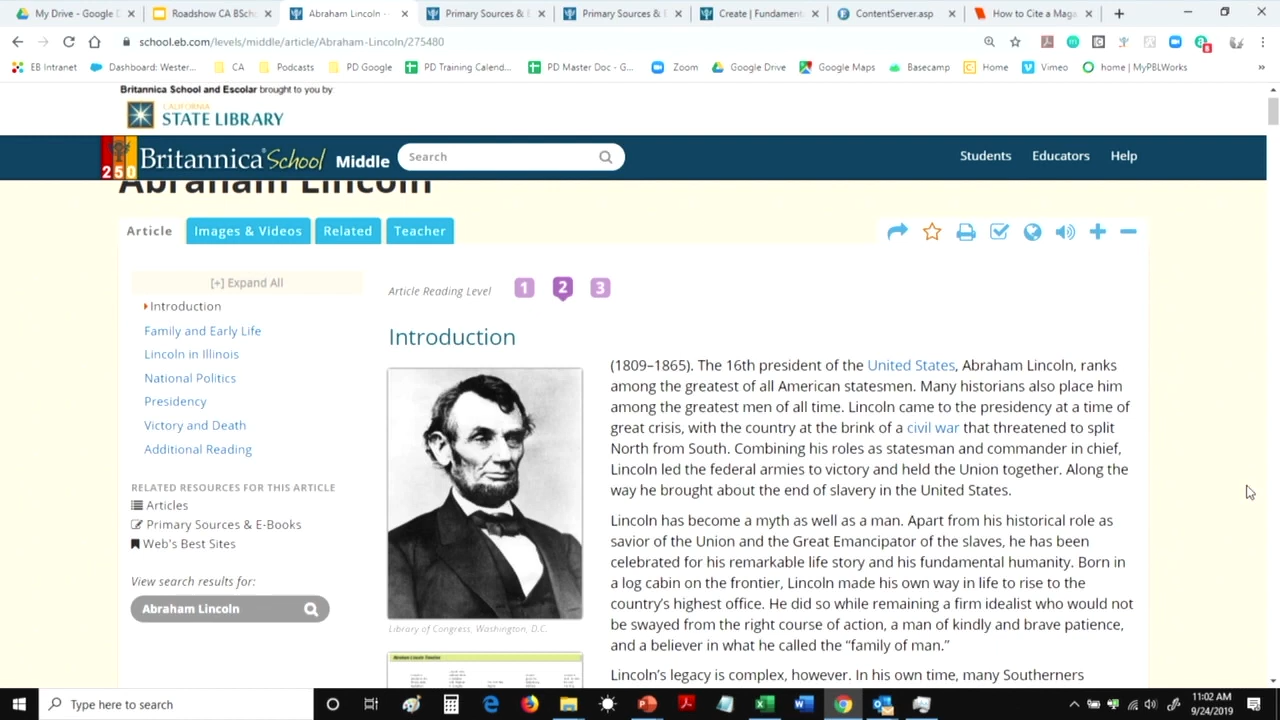 My Drive - Google D
Roadshow CA BSch
Abraham Lincoln -
Primary Sources & E
Primary Sources & E
Create | Fundament
ContentServer.asp
How to Cite a Maga
school.eb.com/levels/middle/article/Abraham-Lincoln/275480
EB Intranet
Dashboard: Wester...
CA
Podcasts
PD Google
PD Training Calend...
PD Master Doc - G...
Zoom
Google Drive
Google Maps
Basecamp
Home
Vimeo
home | MyPBLWorks
»
Britannica School and Escolar brought to you by
CALIFORNIA
STATE LIBRARY
250
Britannica School Middle
Search
Students
Educators
Help
Abraham Lincoln
Article
Images & Videos
Related
Teacher
[+] Expand All
Introduction
Family and Early Life
Lincoln in Illinois
National Politics
Presidency
Victory and Death
Additional Reading
RELATED RESOURCES FOR THIS ARTICLE
Articles
Primary Sources & E-Books
Web's Best Sites
View search results for:
Abraham Lincoln
Article Reading Level 1 2 3
Introduction
Library of Congress, Washington, D.C.
Abraham Lincoln Timeline
(1809–1865). The 16th president of the United States, Abraham Lincoln, ranks
among the greatest of all American statesmen. Many historians also place him
among the greatest men of all time. Lincoln came to the presidency at a time of
great crisis, with the country at the brink of a civil war that threatened to split
North from South. Combining his roles as statesman and commander in chief,
Lincoln led the federal armies to victory and held the Union together. Along the
way he brought about the end of slavery in the United States.
Lincoln has become a myth as well as a man. Apart from his historical role as
savior of the Union and the Great Emancipator of the slaves, he has been
celebrated for his remarkable life story and his fundamental humanity. Born in
a log cabin on the frontier, Lincoln made his own way in life to rise to the
country's highest office. He did so while remaining a firm idealist who would not
be swayed from the right course of action, a man of kindly and brave patience,
and a believer in what he called the “family of man.”
Lincoln's legacy is complex, however; in his own time, many Southerners
Type here to search
11:02 AM
9/24/2019